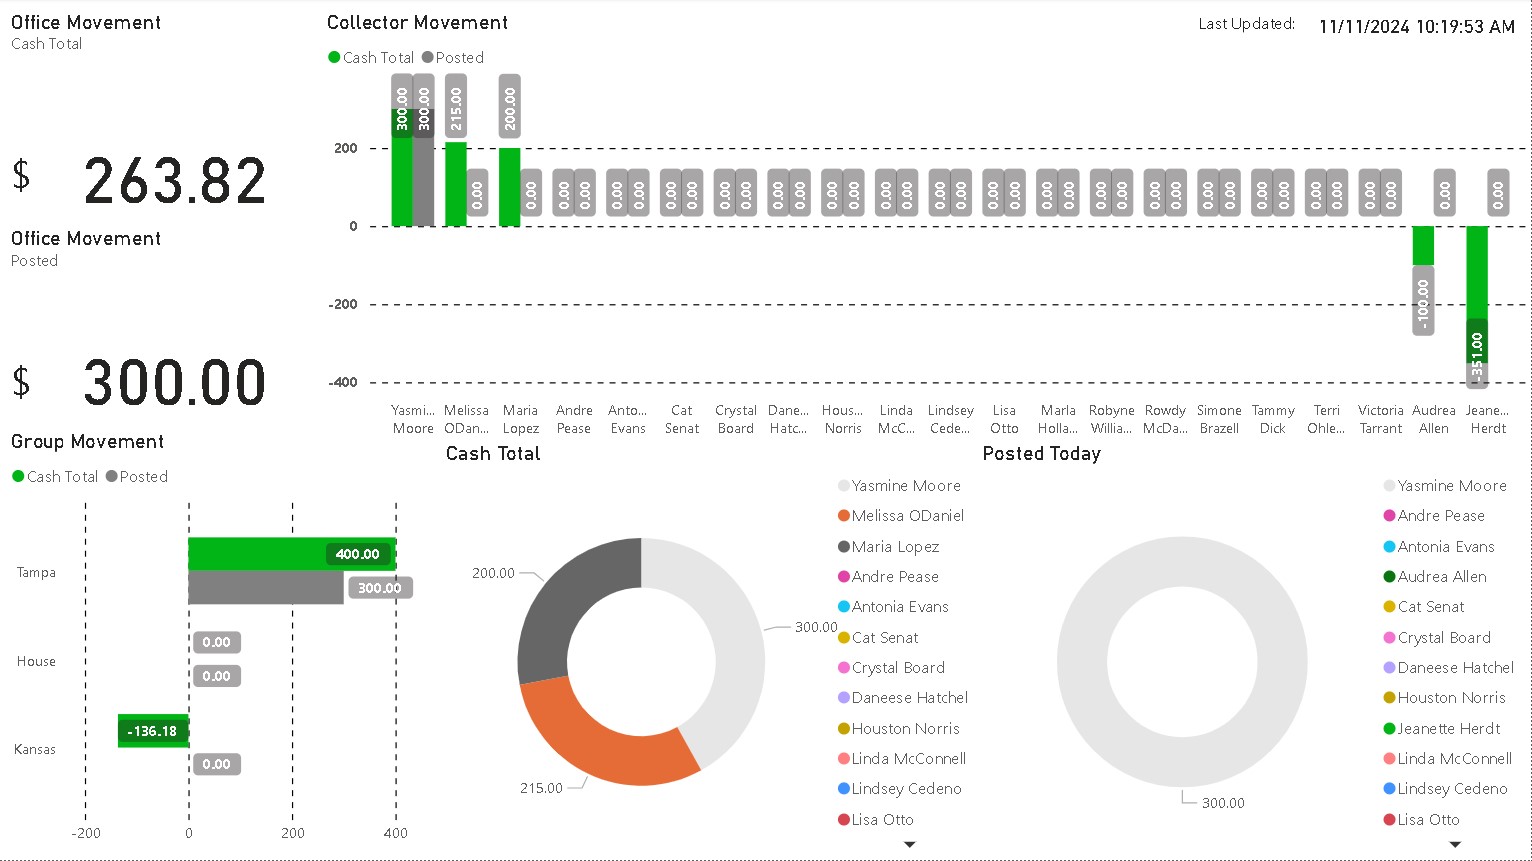 Office Movement
Cash Total
$ 263.82
Office Movement
Posted
$ 300.00
Collector Movement
Last Updated: 11/11/2024 10:19:53 AM
Cash Total Posted
300.00 300.00 215.00 0.00 200.00 0.00 0.00 0.00 0.00 0.00 0.00 0.00 0.00 0.00 0.00 0.00 0.00 0.00 0.00 0.00 0.00 0.00 0.00 0.00 0.00 0.00 0.00 0.00 0.00 0.00 0.00 0.00 0.00 0.00 0.00 0.00 0.00 0.00 -100.00 0.00 -351.00 0.00
200
0
-200
-400
Yasmi... Moore
Melissa ODan...
Maria Lopez
Andre Pease
Anto... Evans
Cat Senat
Crystal Board
Dane... Hatc...
Hous... Norris
Linda McC...
Lindsey Cede...
Lisa Otto
Marla Holla...
Robyne Willia...
Rowdy McDa...
Simone Brazell
Tammy Dick
Terri Ohle...
Victoria Tarrant
Audrea Allen
Jeane... Herdt
Group Movement
Cash Total Posted
Tampa
400.00
300.00
House
0.00
0.00
Kansas
-136.18
0.00
-200 0 200 400
Cash Total
200.00
300.00
215.00
Yasmine Moore
Melissa ODaniel
Maria Lopez
Andre Pease
Antonia Evans
Cat Senat
Crystal Board
Daneese Hatchel
Houston Norris
Linda McConnell
Lindsey Cedeno
Lisa Otto
Posted Today
300.00
Yasmine Moore
Andre Pease
Antonia Evans
Audrea Allen
Cat Senat
Crystal Board
Daneese Hatchel
Houston Norris
Jeanette Herdt
Linda McConnell
Lindsey Cedeno
Lisa Otto